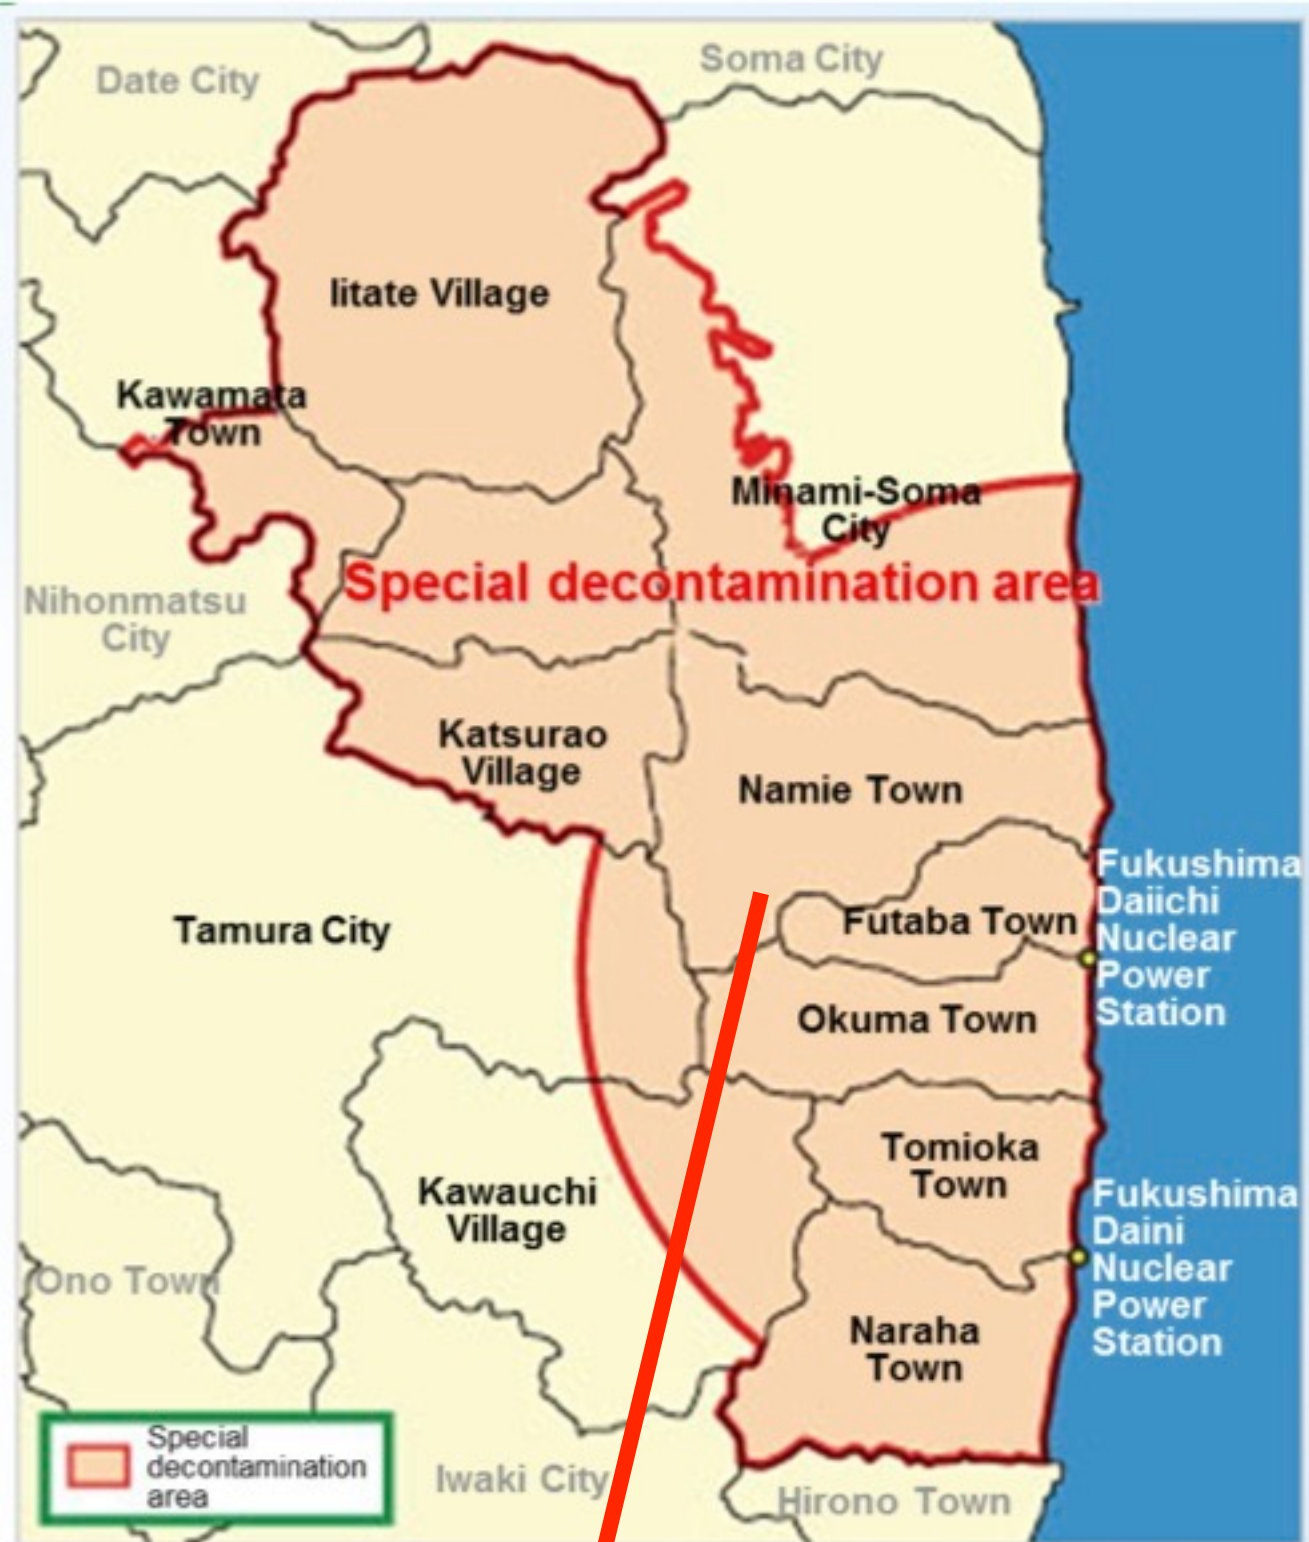 Date City
Soma City
Iitate Village
Kawamata
Town
Minami-Soma
City
Special decontamination area
Nihonmatsu
City
Katsurao
Village
Namie Town
Fukushima
Daiichi
Nuclear
Power
Station
Futaba Town
Tamura City
Okuma Town
Tomioka
Town
Kawauchi
Village
Fukushima
Daini
Nuclear
Power
Station
Ono Town
Naraha
Town
Special
decontamination
area
Iwaki City
Hirono Town